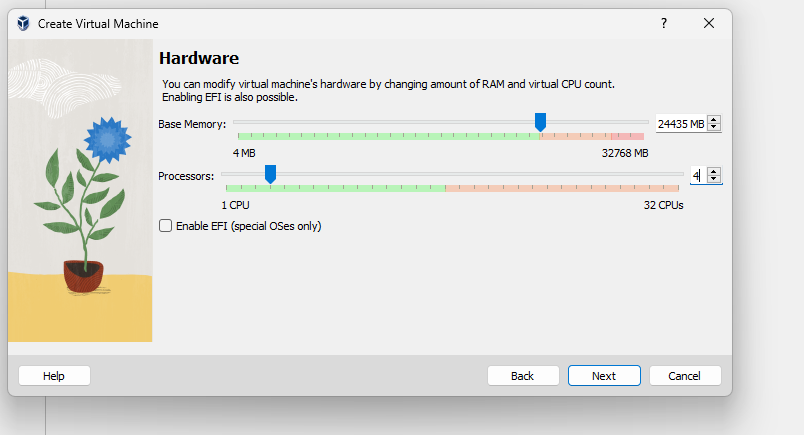 Create Virtual Machine
?
Hardware
You can modify virtual machine's hardware by changing amount of RAM and virtual CPU count.
Enabling EFI is also possible.
Base Memory: 24435 MB
4 MB 32768 MB
Processors: 4
1 CPU 32 CPUs
Enable EFI (special OSes only)
Help Back Next Cancel